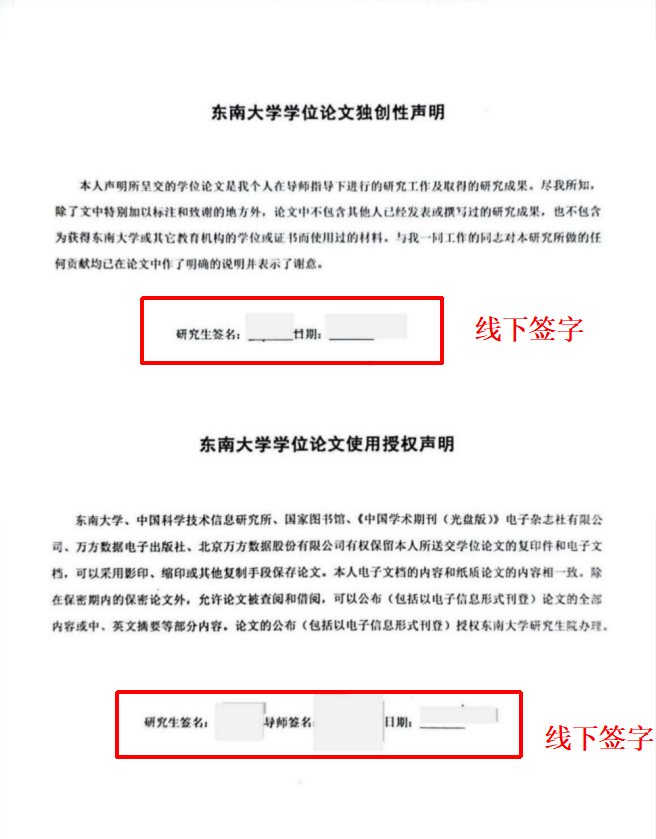 东南大学学位论文独创性声明
本人声明所呈交的学位论文是我个人在导师指导下进行的研究工作及取得的研究成果。尽我所知，
除了文中特别加以标注和致谢的地方外，论文中不包含其他人已经发表或撰写过的研究成果，也不包含
为获得东南大学或其它教育机构的学位或证书而使用过的材料。与我一同工作的同志对本研究所做的任
何贡献均已在论文中作了明确的说明并表示了谢意。
研究生签名： 日期： 线下签字
东南大学学位论文使用授权声明
东南大学、中国科学技术信息研究所、国家图书馆、《中国学术期刊（光盘版）》电子杂志社有限公
司、万方数据电子出版社、北京万方数据股份有限公司有权保留本人所送交学位论文的复印件和电子文
档，可以采用影印、缩印或其他复制手段保存论文。本人电子文档的内容和纸质论文的内容相一致。除
在保密期内的保密论文外，允许论文被查阅和借阅，可以公布（包括以电子信息形式刊登）论文的全部
内容或中、英文摘要等部分内容。论文的公布（包括以电子信息形式刊登）授权东南大学研究生院办理。
研究生签名： 导师签名： 日期： 线下签字